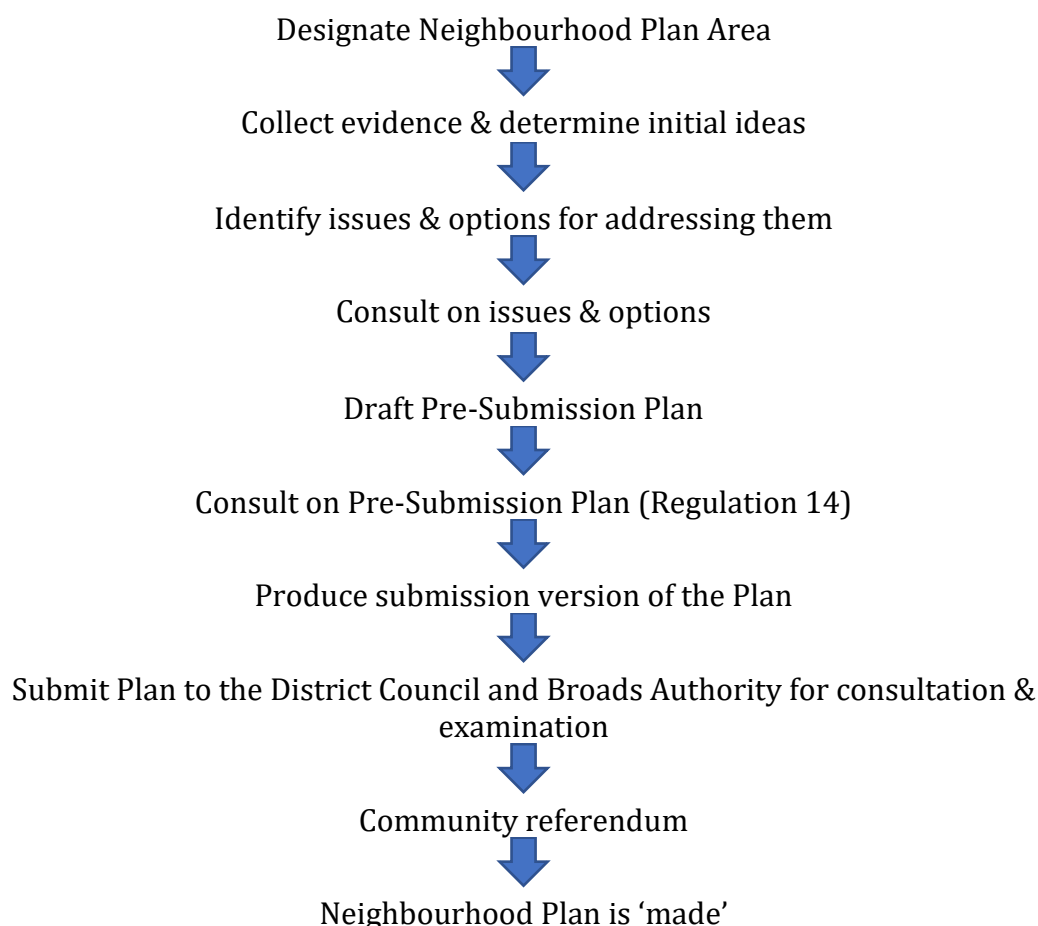 Designate Neighbourhood Plan Area
Collect evidence & determine initial ideas
Identify issues & options for addressing them
Consult on issues & options
Draft Pre-Submission Plan
Consult on Pre-Submission Plan (Regulation 14)
Produce submission version of the Plan
Submit Plan to the District Council and Broads Authority for consultation &
examination
Community referendum
Neighbourhood Plan is ‘made’